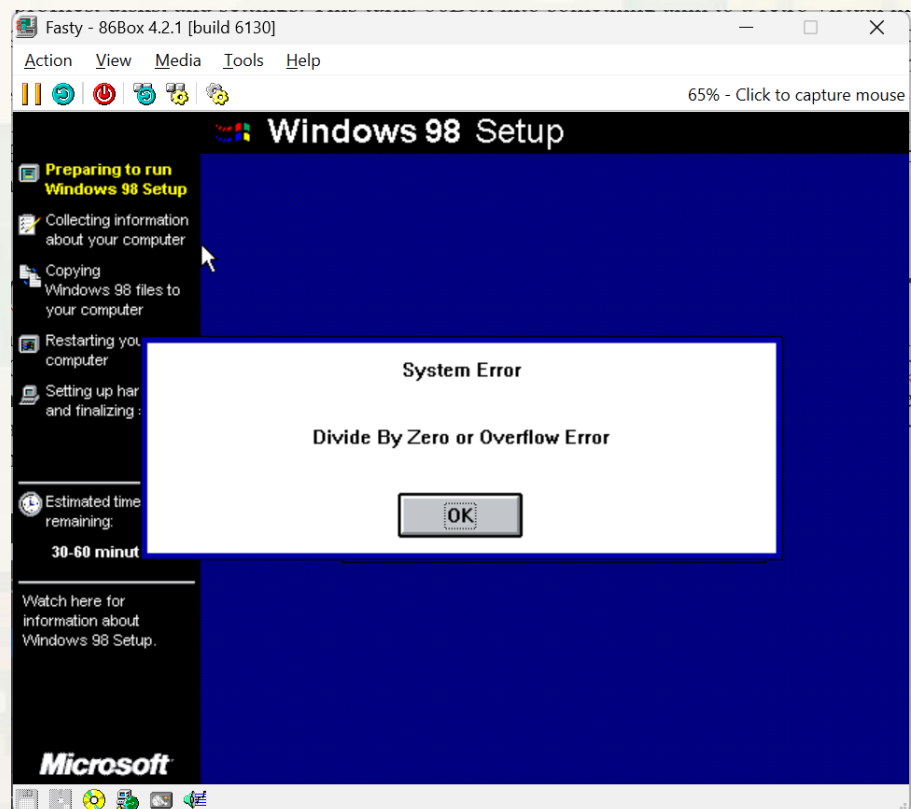 Fasty - 86Box 4.2.1 [build 6130]
Action View Media Tools Help
65% - Click to capture mouse
Windows 98 Setup
Preparing to run
Windows 98 Setup
Collecting information
about your computer
Copying
Windows 98 files to
your computer
Restarting you
computer
Setting up har
and finalizing
Estimated time
remaining:
30-60 minut
Watch here for
information about
Windows 98 Setup.
Microsoft
System Error
Divide By Zero or Overflow Error
OK